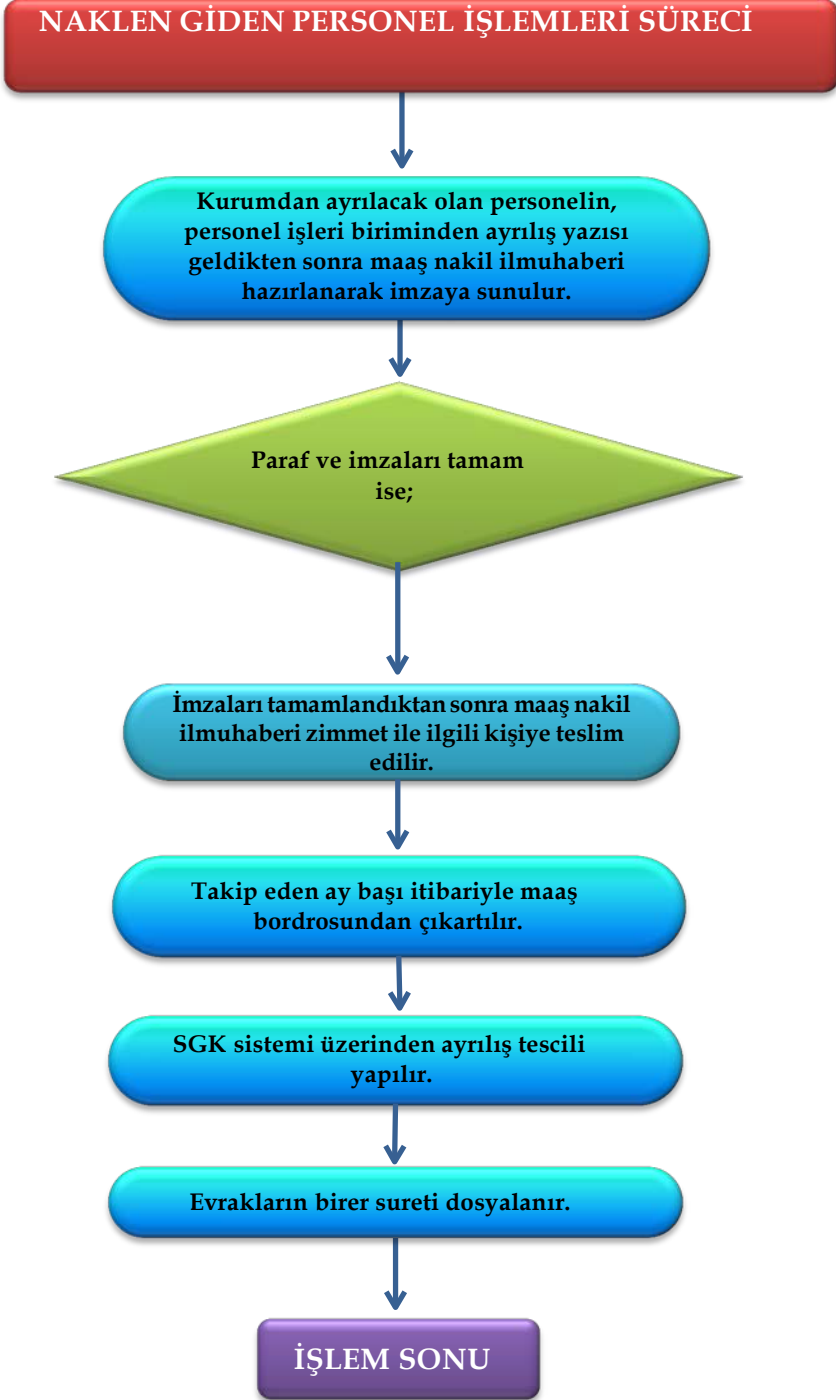 NAKLEN GİDEN PERSONEL İŞLEMLERİ SÜRECİ
Kurumdan ayrılacak olan personelin,
personel işleri biriminden ayrılış yazısı
geldikten sonra maaş nakil ilmuhaberi
hazırlanarak imzaya sunulur.
Paraf ve imzaları tamam
ise;
İmzaları tamamlandıktan sonra maaş nakil
ilmuhaberi zimmet ile ilgili kişiye teslim
edilir.
Takip eden ay başı itibariyle maaş
bordrosundan çıkartılır.
SGK sistemi üzerinden ayrılış tescili
yapılır.
Evrakların birer sureti dosyalanır.
İŞLEM SONU